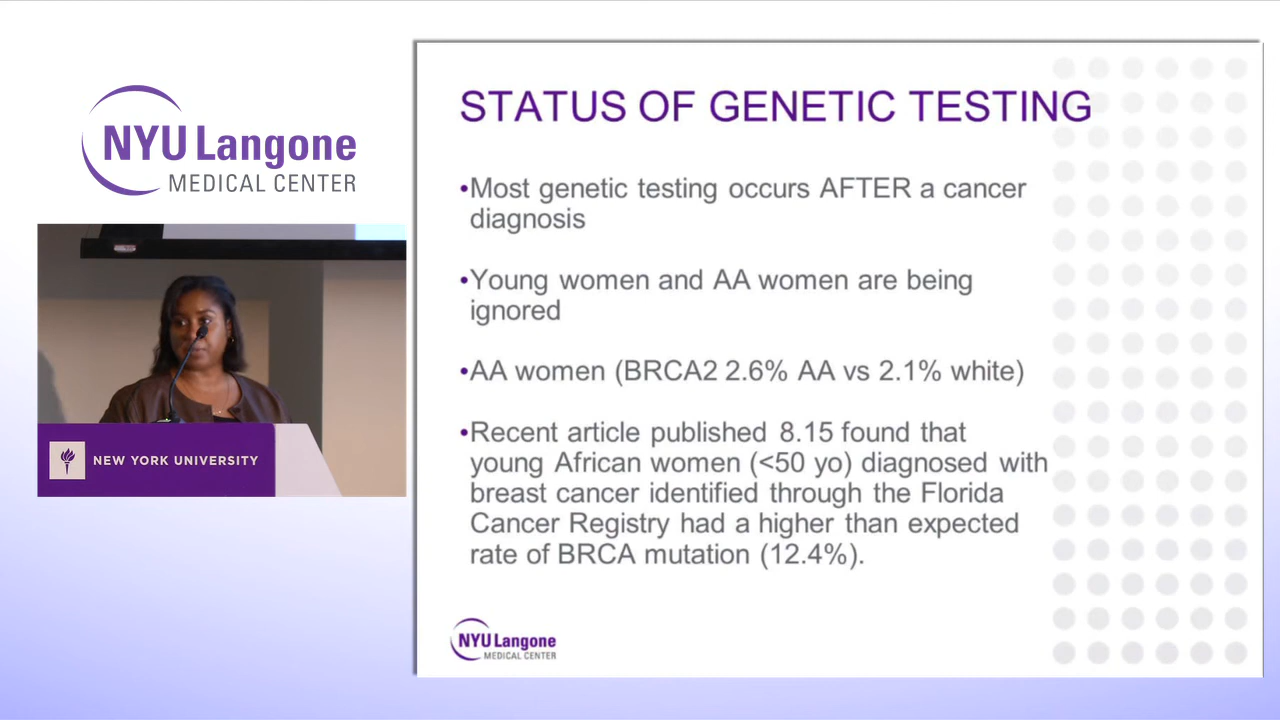 NYU Langone
MEDICAL CENTER
NEW YORK UNIVERSITY
STATUS OF GENETIC TESTING
•Most genetic testing occurs AFTER a cancer
diagnosis
•Young women and AA women are being
ignored
•AA women (BRCA2 2.6% AA vs 2.1% white)
•Recent article published 8.15 found that
young African women (<50 yo) diagnosed with
breast cancer identified through the Florida
Cancer Registry had a higher than expected
rate of BRCA mutation (12.4%).
NYU Langone
MEDICAL CENTER